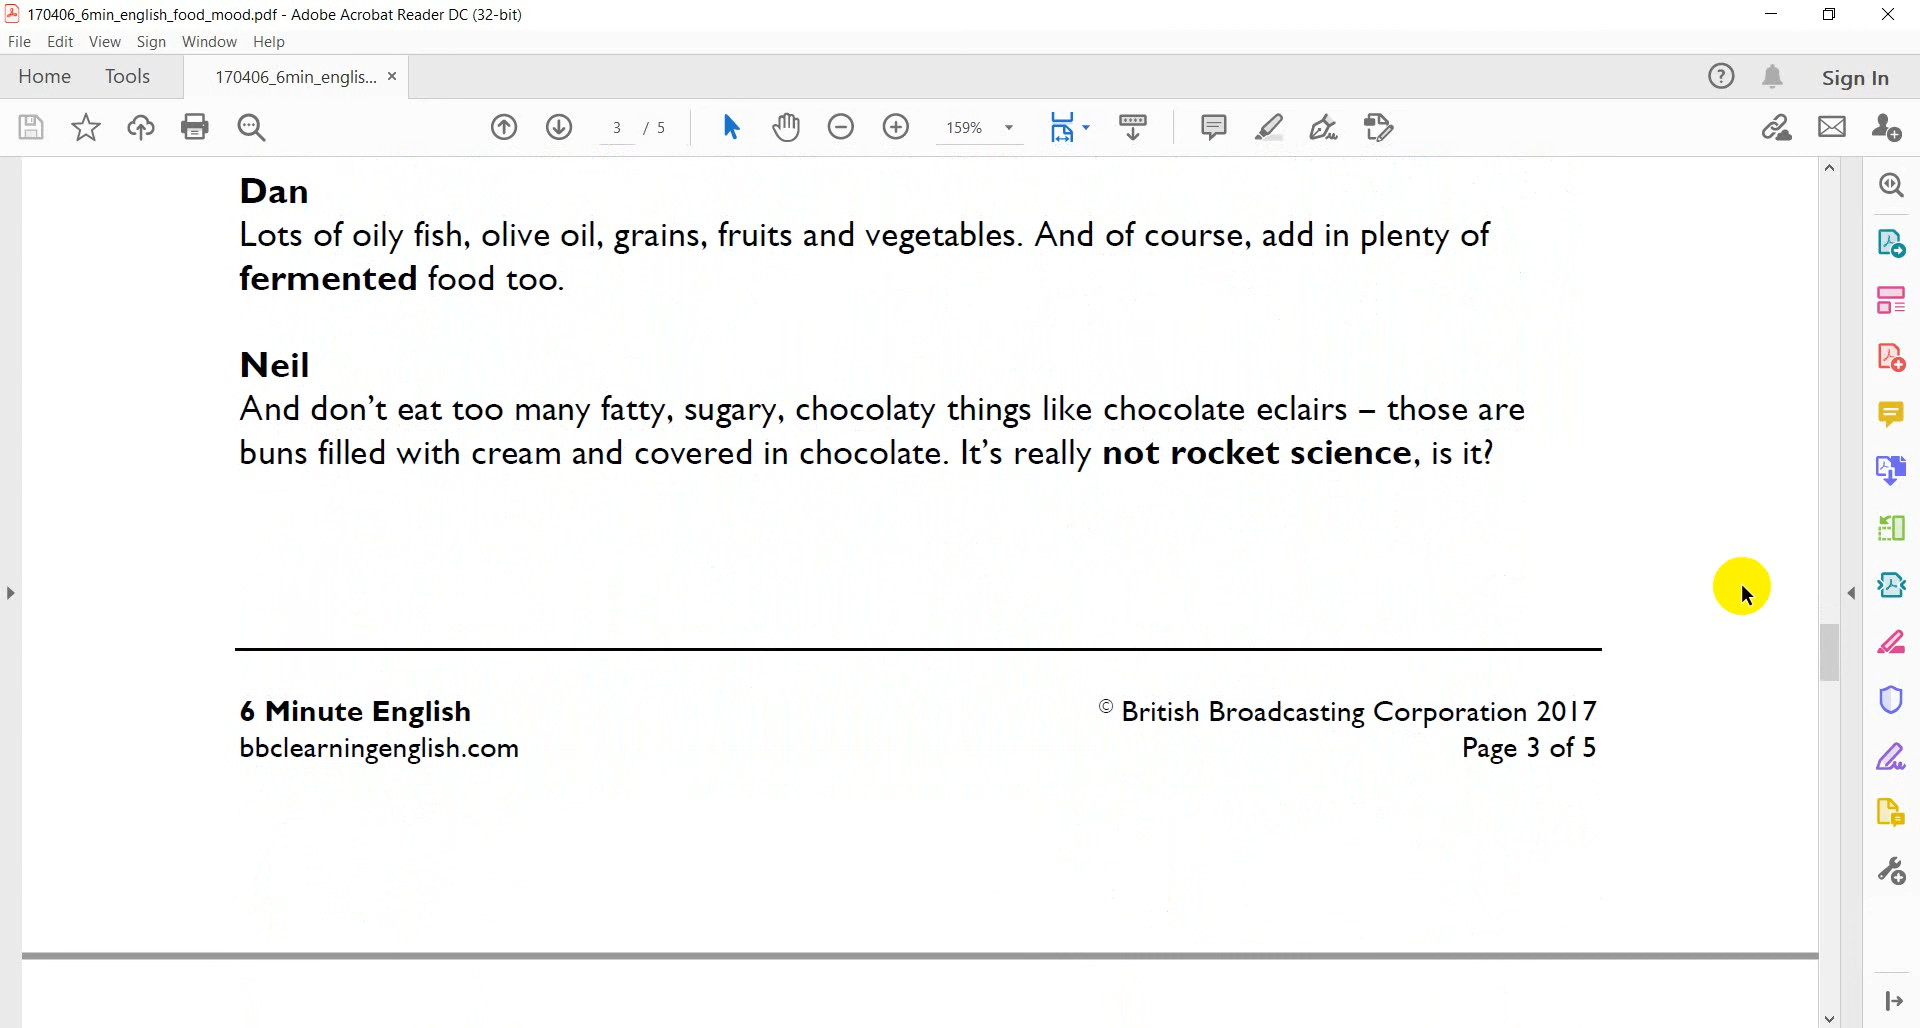 170406_6min_english_food_mood.pdf - Adobe Acrobat Reader DC (32-bit)
File Edit View Sign Window Help
Home Tools 170406_6min_englis... Sign In
3 / 5 159%
Dan
Lots of oily fish, olive oil, grains, fruits and vegetables. And of course, add in plenty of
fermented food too.
Neil
And don’t eat too many fatty, sugary, chocolaty things like chocolate eclairs – those are
buns filled with cream and covered in chocolate. It’s really not rocket science, is it?
6 Minute English
bbclearningenglish.com
© British Broadcasting Corporation 2017
Page 3 of 5